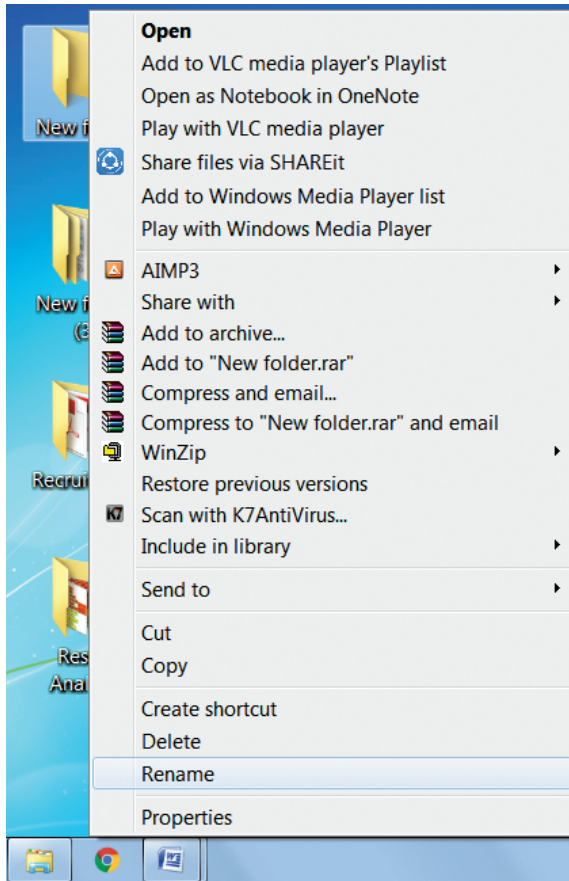 Open
Add to VLC media player's Playlist
Open as Notebook in OneNote
New
Play with VLC media player
Share files via SHAREit
Add to Windows Media Player list
Play with Windows Media Player
AIMP3
New
Share with
(3
Add to archive...
Add to "New folder.rar"
Compress and email...
Compress to "New folder.rar" and email
WinZip
Recrui
Restore previous versions
K7
Scan with K7AntiVirus...
Include in library
Send to
Cut
Res
Copy
Anal
Create shortcut
Delete
Rename
Properties
W